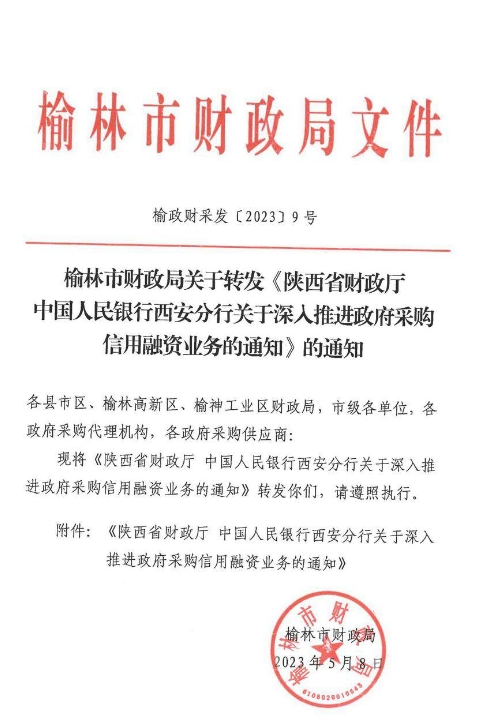 榆林市财政局文件
榆政财采发〔2023〕9号
榆林市财政局关于转发《陕西省财政厅
中国人民银行西安分行关于深入推进政府采购
信用融资业务的通知》的通知
各县市区、榆林高新区、榆神工业区财政局，市级各单位，各
政府采购代理机构，各政府采购供应商：
现将《陕西省财政厅 中国人民银行西安分行关于深入推
进政府采购信用融资业务的通知》转发你们，请遵照执行。
附件：《陕西省财政厅 中国人民银行西安分行关于深入
推进政府采购信用融资业务的通知》
榆林市财政局
榆林市财政局
2023年5月8日